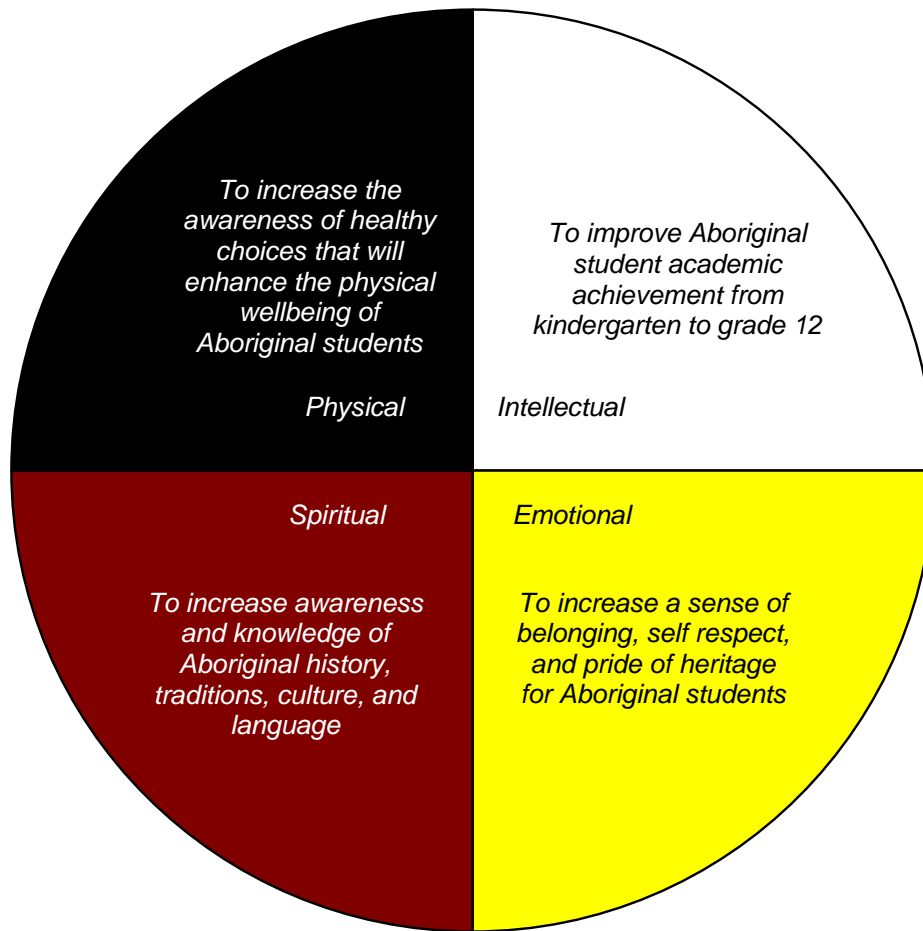 To increase the
awareness of healthy
choices that will
enhance the physical
wellbeing of
Aboriginal students
Physical
To improve Aboriginal
student academic
achievement from
kindergarten to grade 12
Intellectual
Spiritual
To increase awareness
and knowledge of
Aboriginal history,
traditions, culture, and
language
Emotional
To increase a sense of
belonging, self respect,
and pride of heritage
for Aboriginal students